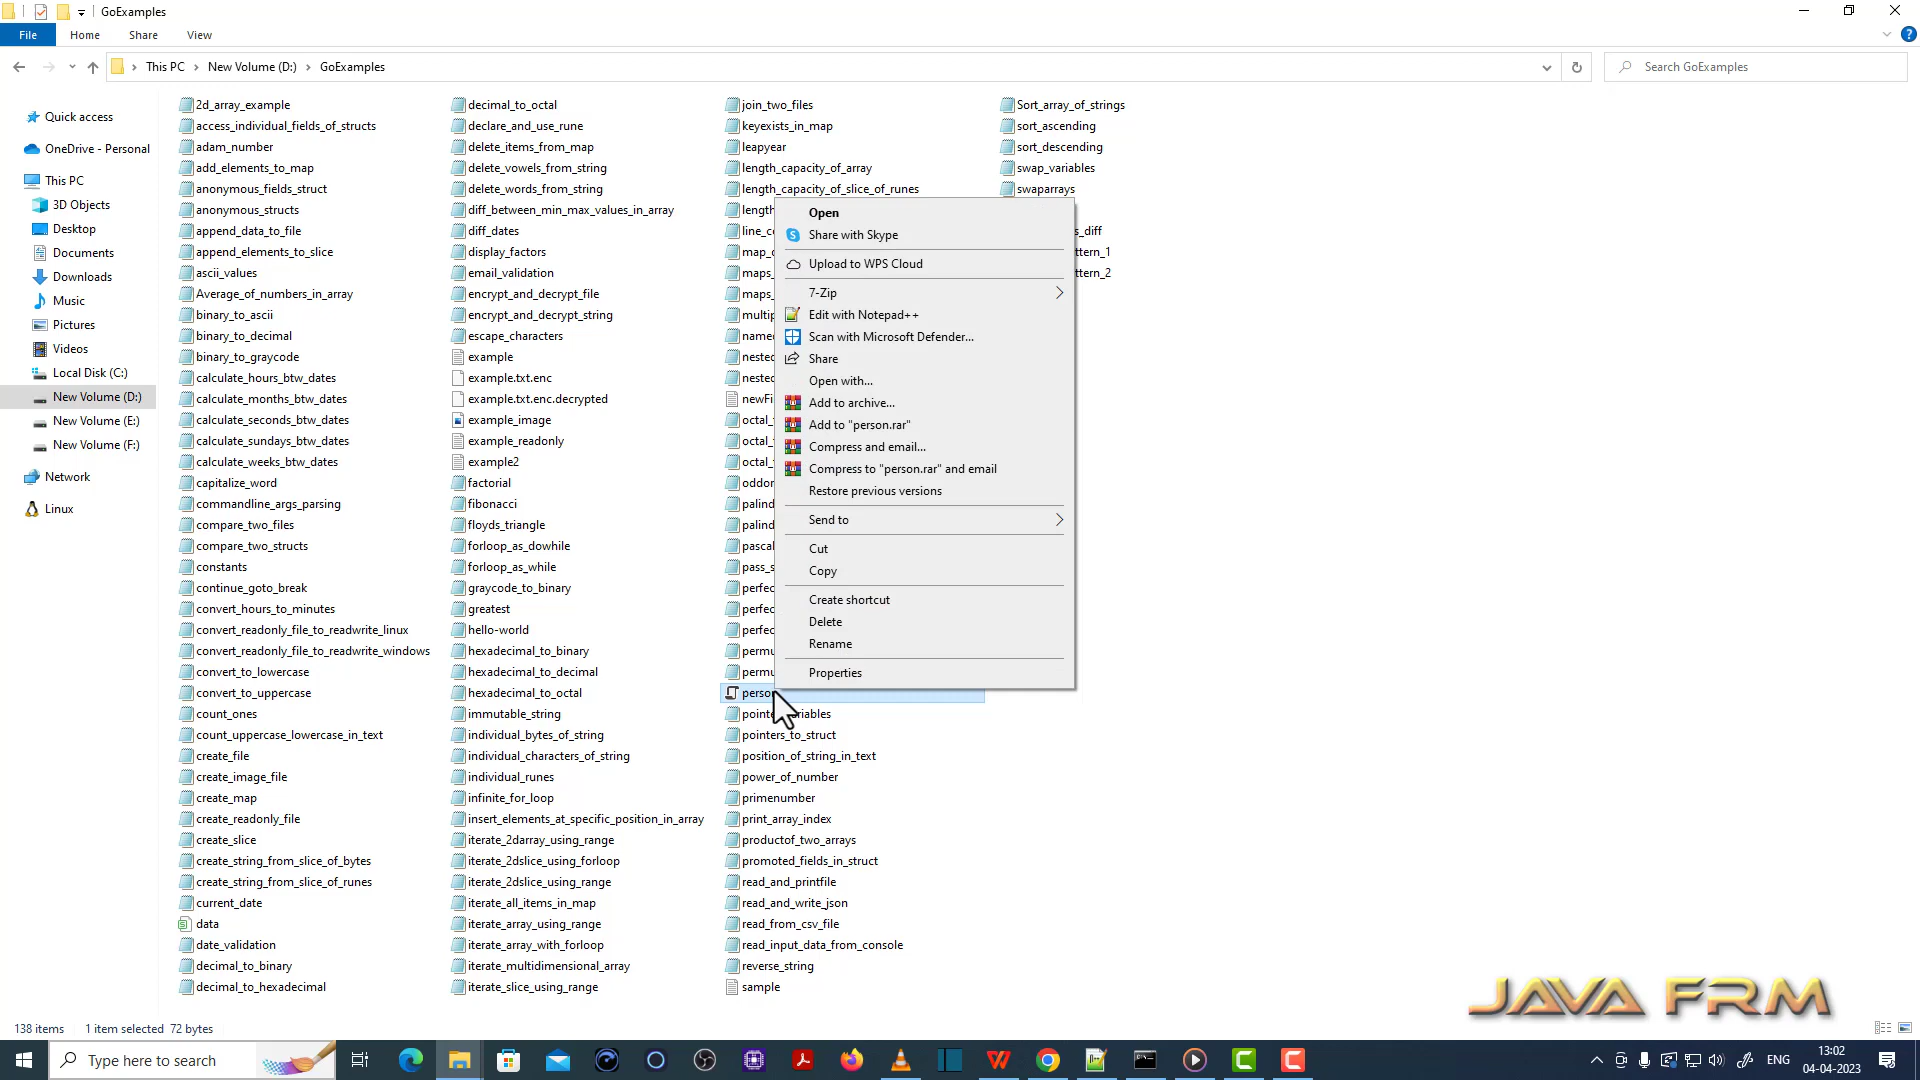 GoExamples
File
Home
Share
View
This PC
New Volume (D:)
GoExamples
Search GoExamples
Quick access
OneDrive - Personal
This PC
3D Objects
Desktop
Documents
Downloads
Music
Pictures
Videos
Local Disk (C:)
New Volume (D:)
New Volume (E:)
New Volume (F:)
Network
Linux
2d_array_example
access_individual_fields_of_structs
adam_number
add_elements_to_map
anonymous_fields_struct
anonymous_structs
append_data_to_file
append_elements_to_slice
ascii_values
Average_of_numbers_in_array
binary_to_ascii
binary_to_decimal
binary_to_graycode
calculate_hours_btw_dates
calculate_months_btw_dates
calculate_seconds_btw_dates
calculate_sundays_btw_dates
calculate_weeks_btw_dates
capitalize_word
commandline_args_parsing
compare_two_files
compare_two_structs
constants
continue_goto_break
convert_hours_to_minutes
convert_readonly_file_to_readwrite_linux
convert_readonly_file_to_readwrite_windows
convert_to_lowercase
convert_to_uppercase
count_ones
count_uppercase_lowercase_in_text
create_file
create_image_file
create_map
create_readonly_file
create_slice
create_string_from_slice_of_bytes
create_string_from_slice_of_runes
current_date
data
date_validation
decimal_to_binary
decimal_to_hexadecimal
decimal_to_octal
declare_and_use_rune
delete_items_from_map
delete_vowels_from_string
delete_words_from_string
diff_between_min_max_values_in_array
diff_dates
display_factors
email_validation
encrypt_and_decrypt_file
encrypt_and_decrypt_string
escape_characters
example
example.txt.enc
example.txt.enc.decrypted
example_image
example_readonly
example2
factorial
fibonacci
floyds_triangle
forloop_as_dowhile
forloop_as_while
graycode_to_binary
greatest
hello-world
hexadecimal_to_binary
hexadecimal_to_decimal
hexadecimal_to_octal
immutable_string
individual_bytes_of_string
individual_characters_of_string
individual_runes
infinite_for_loop
insert_elements_at_specific_position_in_array
iterate_2darray_using_range
iterate_2dslice_using_forloop
iterate_2dslice_using_range
iterate_all_items_in_map
iterate_array_using_range
iterate_array_with_forloop
iterate_multidimensional_array
iterate_slice_using_range
join_two_files
keyexists_in_map
leapyear
length_capacity_of_array
length_capacity_of_slice_of_runes
pointers_to_struct
position_of_string_in_text
power_of_number
primenumber
print_array_index
productof_two_arrays
promoted_fields_in_struct
read_and_printfile
read_and_write_json
read_from_csv_file
read_input_data_from_console
reverse_string
sample
Sort_array_of_strings
sort_ascending
sort_descending
swap_variables
swaparrays
Open
Share with Skype
Upload to WPS Cloud
7-Zip
Edit with Notepad++
Scan with Microsoft Defender...
Share
Open with...
Add to archive...
Add to "person.rar"
Compress and email...
Compress to "person.rar" and email
Restore previous versions
Send to
Cut
Copy
Create shortcut
Delete
Rename
Properties
JAVA FRM
138 items
1 item selected 72 bytes
Type here to search
ENG
13:02
04-04-2023